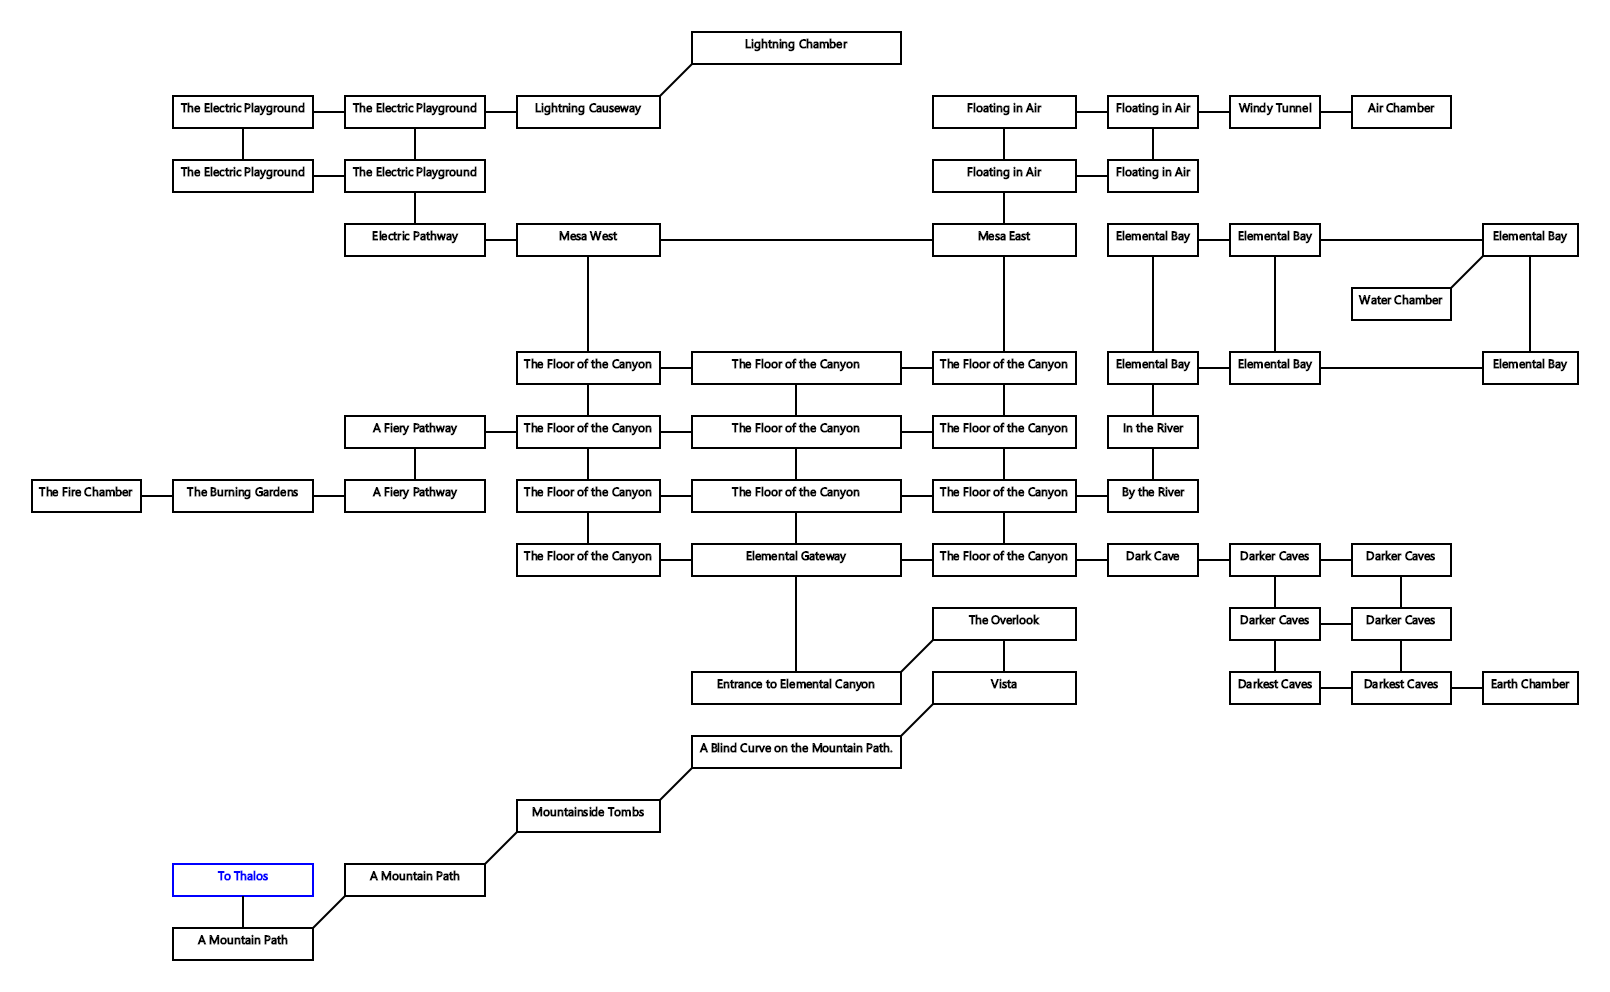 Lightning Chamber
The Electric Playground
The Electric Playground
Lightning Causeway
Floating in Air
Floating in Air
Windy Tunnel
Air Chamber
The Electric Playground
The Electric Playground
Floating in Air
Floating in Air
Electric Pathway
Mesa West
Mesa East
Elemental Bay
Elemental Bay
Elemental Bay
Water Chamber
The Floor of the Canyon
The Floor of the Canyon
The Floor of the Canyon
Elemental Bay
Elemental Bay
Elemental Bay
A Fiery Pathway
The Floor of the Canyon
The Floor of the Canyon
The Floor of the Canyon
In the River
The Fire Chamber
The Burning Gardens
A Fiery Pathway
The Floor of the Canyon
The Floor of the Canyon
The Floor of the Canyon
By the River
The Floor of the Canyon
Elemental Gateway
The Floor of the Canyon
Dark Cave
Darker Caves
Darker Caves
The Overlook
Darker Caves
Darker Caves
Entrance to Elemental Canyon
Vista
Darkest Caves
Darkest Caves
Earth Chamber
A Blind Curve on the Mountain Path.
Mountainside Tombs
To Thalos
A Mountain Path
A Mountain Path